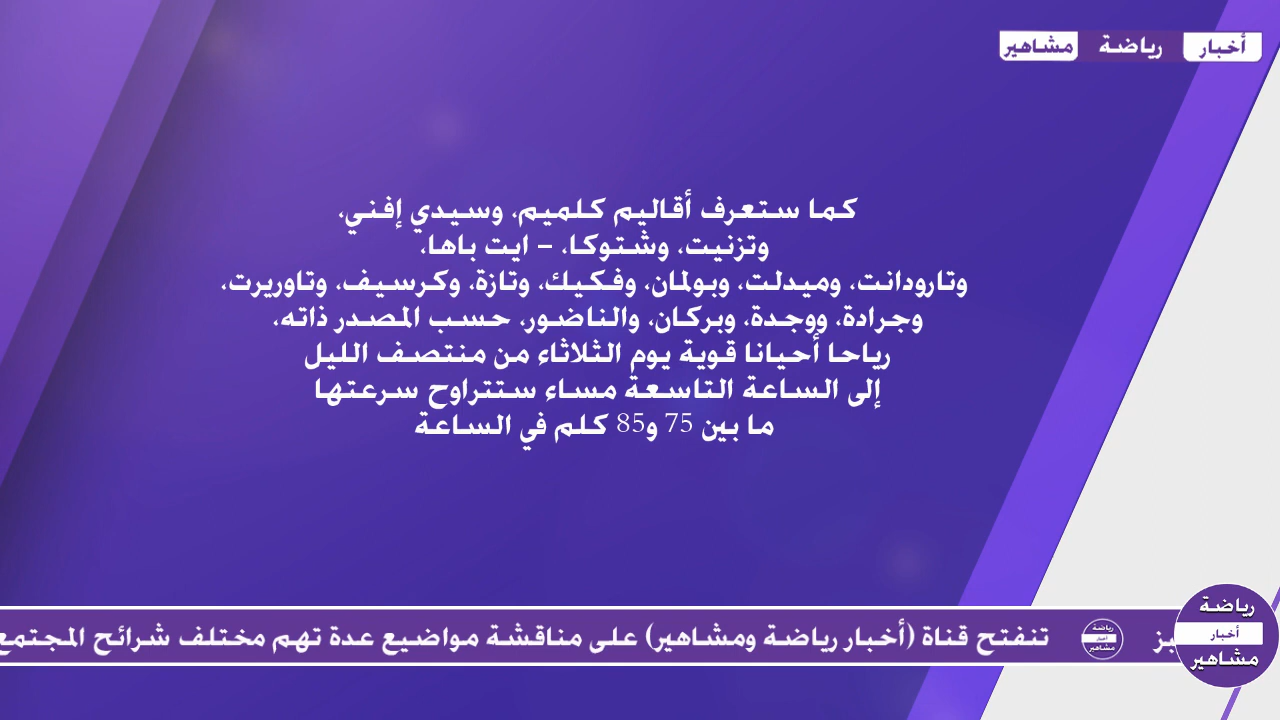 أخبار رياضة مشاهير
كما ستعرف أقاليم كلميم، وسيدي إفني،
وتزنيت، وشتوكا، – ايت باها،
وتارودانت، وميدلت، وبولمان، وفكيك، وتازة، وكرسيف، وتاوريرت،
وجرادة، ووجدة، وبركان، والناضور، حسب المصدر ذاته،
رياحا أحيانا قوية يوم الثلاثاء من منتصف الليل
إلى الساعة التاسعة مساء ستتراوح سرعتها
ما بين 75 و85 كلم في الساعة
تنفتح قناة (أخبار رياضة ومشاهير) على مناقشة مواضيع عدة تهم مختلف شرائح المجتمع
رياضة
أخبار
مشاهير
رياضة
أخبار
مشاهير